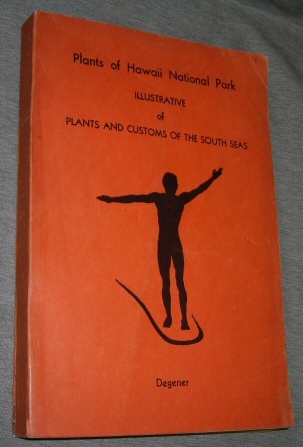 Plants of Hawaii National Park
ILLUSTRATIVE
of
PLANTS AND CUSTOMS OF THE SOUTH SEAS
Degener